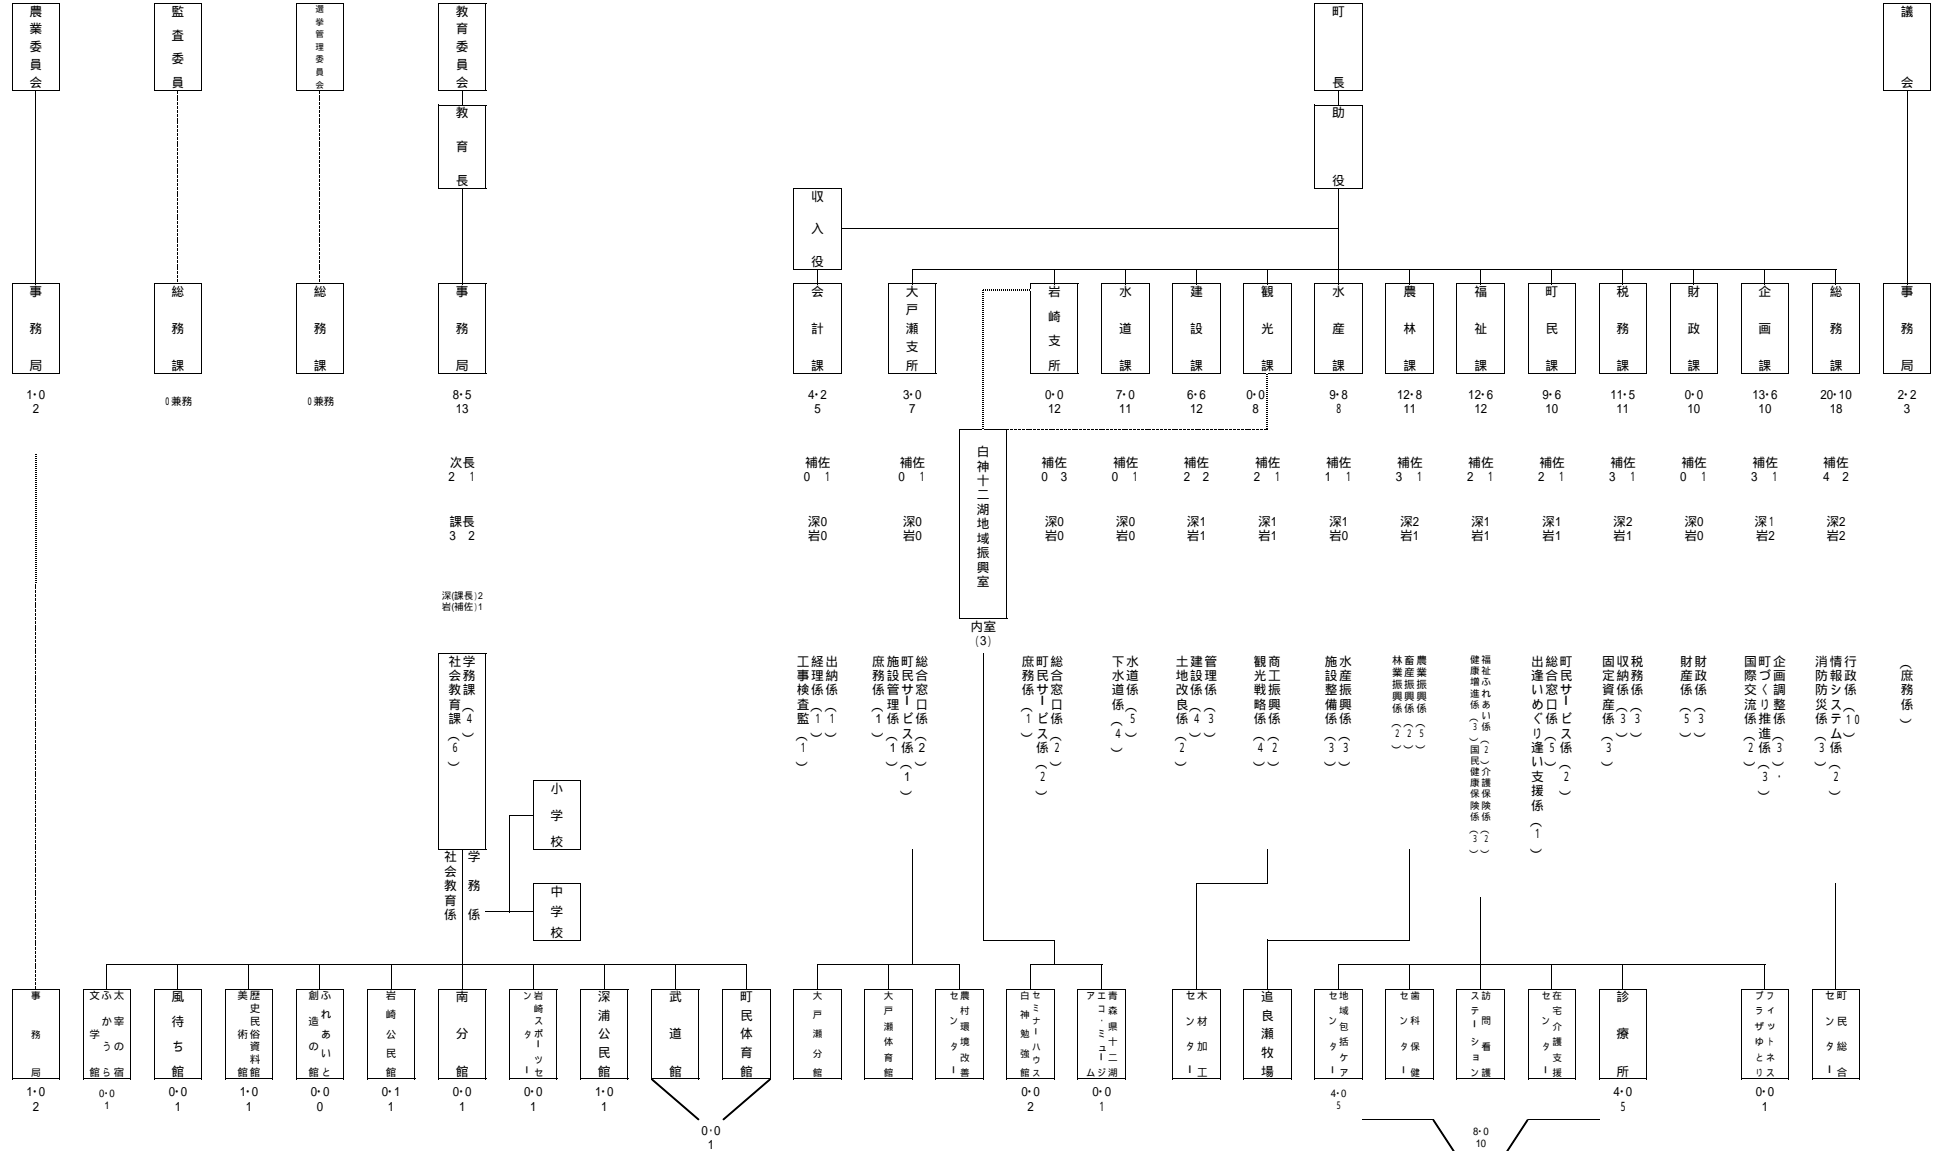 農業委員会
監査委員
選挙管理委員会
教育委員会
町長
議会
教育長
助役
収入役
事務局
総務課
総務課
事務局
会計課
大戸瀬支所
岩崎支所
水道課
建設課
観光課
水産課
農林課
福祉課
町民課
税務課
財政課
企画課
総務課
事務局
1・0
2
0兼務
0兼務
8・5
13
4・2
5
3・0
7
0・0
12
7・0
11
6・6
12
0・0
8
9・8
8
12・8
11
12・6
12
9・6
10
11・5
11
0・0
10
13・6
10
20・10
18
2・2
3
次長
2 1
補佐
0 1
補佐
0 1
白神十二湖地域振興室
補佐
0 3
補佐
0 1
補佐
2 2
補佐
2 1
補佐
1 1
補佐
3 1
補佐
2 1
補佐
2 1
補佐
3 1
補佐
0 1
補佐
3 1
補佐
4 2
課長
3 2
深0
岩0
深0
岩0
深0
岩0
深0
岩0
深1
岩1
深1
岩1
深1
岩0
深2
岩1
深1
岩1
深1
岩1
深2
岩1
深0
岩0
深1
岩2
深2
岩2
深(課長)2
岩(補佐)1
内室
(3)
学務課(4)
社会教育課(6)
出納係(1)
経理係(1)
工事検査監(1)
総合窓口係(2)
町民サービス係(1)
施設管理係(1)
庶務係(1)
総合窓口係(2)
町民サービス係(2)
庶務係(1)
水道係(5)
下水道係(4)
管理係(3)
建設係(4)
土地改良係(2)
商工振興係(2)
観光戦略係(4)
水産振興係(3)
施設整備係(3)
農業振興係(5)
畜産振興係(2)
林業振興係(2)
福祉ふれあい係(2)介護保険係(2)
健康増進係(3)国民健康保険係(3)
町民サービス係(2)
総合窓口係(5)
出逢いめぐり逢い支援係(1)
税務係(3)
収納係(3)
固定資産係(3)
財政係(3)
財産係(5)
企画調整係(3)・
町づくり推進係(3)
国際交流係(2)
行政係(10)
情報システム係(2)
消防防災係(3)
(庶務係)
小学校
学務係
社会教育係
中学校
事務局
太宰の宿
ふかうら
文学館
風待ち館
歴史民俗資料館
美術館
ふれあいと
創造の館
岩崎公民館
南分館
岩崎スポーツセ
ンター
深浦公民館
武道館
町民体育館
大戸瀬分館
大戸瀬体育館
農村環境改善
センター
セミナーハウス
白神勉強館
青森県十二湖
エコ・ミュージ
アム
木材加工
センター
追良瀬牧場
地域包括ケア
センター
歯科保健
センター
訪問看護
ステーション
在宅介護支援
センター
診療所
フィットネス
プラザゆとり
町民総合
センター
1・0
2
0・0
1
0・0
1
1・0
1
0・0
0
0・1
1
0・0
1
0・0
1
1・0
1
0・0
2
0・0
1
4・0
5
4・0
5
0・0
1
0・0
1
8・0
10